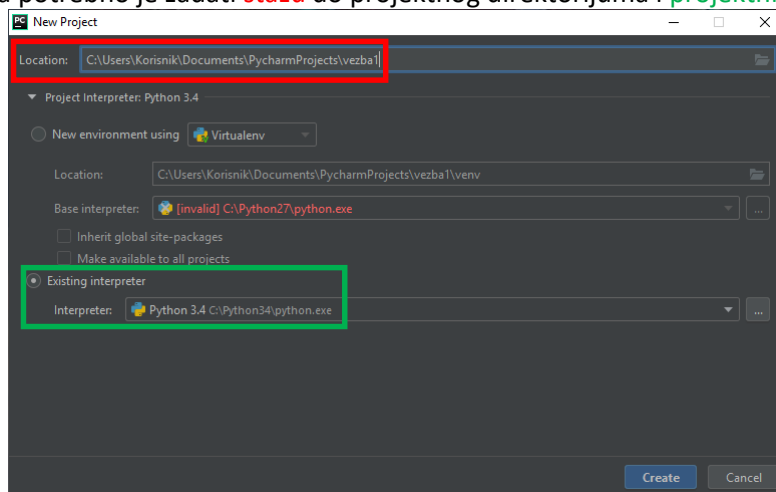 potrebno je zadati stazu do projektnog direktorijuma i
New Project
Location: C:\Users\Korisnik\Documents\PycharmProjects\vezba1
Project Interpreter: Python 3.4
New environment using Virtualenv
Location: C:\Users\Korisnik\Documents\PycharmProjects\vezba1\venv
Base interpreter: [invalid] C:\Python27\python.exe ...
Inherit global site-packages
Make available to all projects
Existing interpreter
Interpreter: Python 3.4 C:\Python34\python.exe ...
Create Cancel